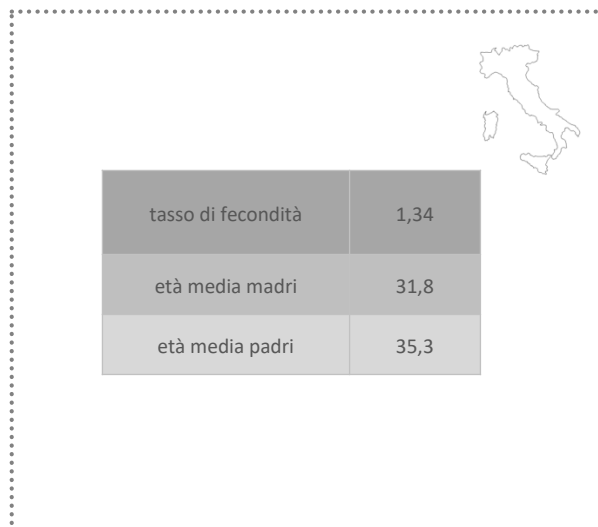 tasso di fecondità 1,34
età media madri 31,8
età media padri 35,3